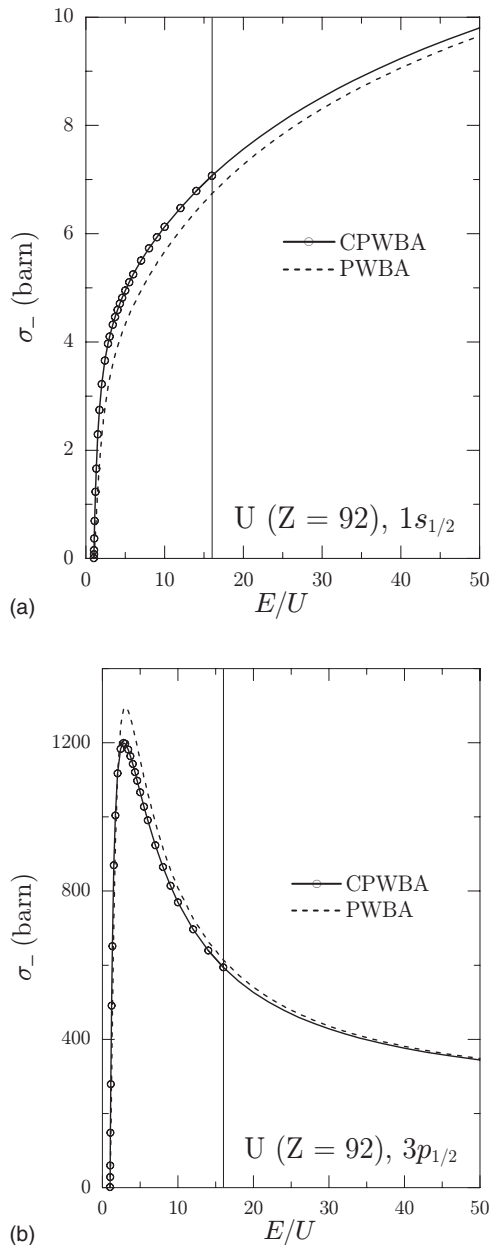 10
8
6
4
2
0
σ₋ (barn)
CPWBA
PWBA
U (Z = 92), 1s₁/₂
0 10 20 30 40 50
E/U
(a)
1200
800
400
0
σ₋ (barn)
CPWBA
PWBA
U (Z = 92), 3p₁/₂
0 10 20 30 40 50
E/U
(b)